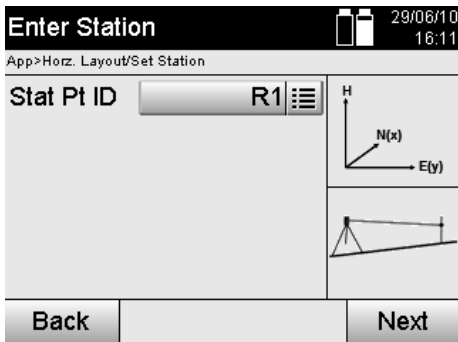 Enter Station
29/06/10
16:11
App>Horz. Layout/Set Station
Stat Pt ID
R1
H
N(x)
E(y)
Back
Next